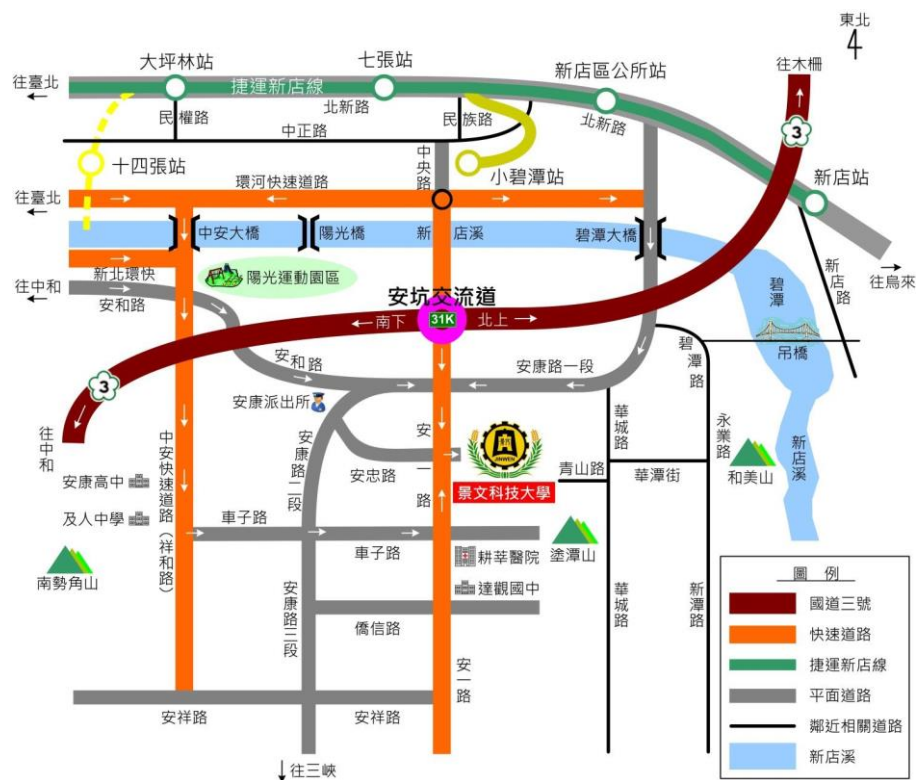 東北
往木柵
大坪林站
七張站
新店區公所站
往臺北
捷運新店線
北新路
北新路
民權路
民族路
中正路
3
十四張站
中央路
小碧潭站
新店站
環河快速道路
往臺北
中安大橋
陽光橋
新店溪
碧潭大橋
新北環快
陽光運動園區
往中和
安和路
安坑交流道
31K
南下
北上
往烏來
新店路
碧潭
吊橋
碧潭路
安和路
安康路一段
3
安康派出所
往中和
安康路二段
安一路
JINWEN
景文科技大學
安忠路
青山路
華城路
華潭街
永業路
和美山
新店溪
安康高中
及人中學
中安快速道路（祥和路）
車子路
車子路
耕莘醫院
塗潭山
南勢角山
達觀國中
安康路三段
僑信路
華城路
新潭路
安一路
安祥路
安祥路
往三峽
圖 例
國道三號
快速道路
捷運新店線
平面道路
鄰近相關道路
新店溪